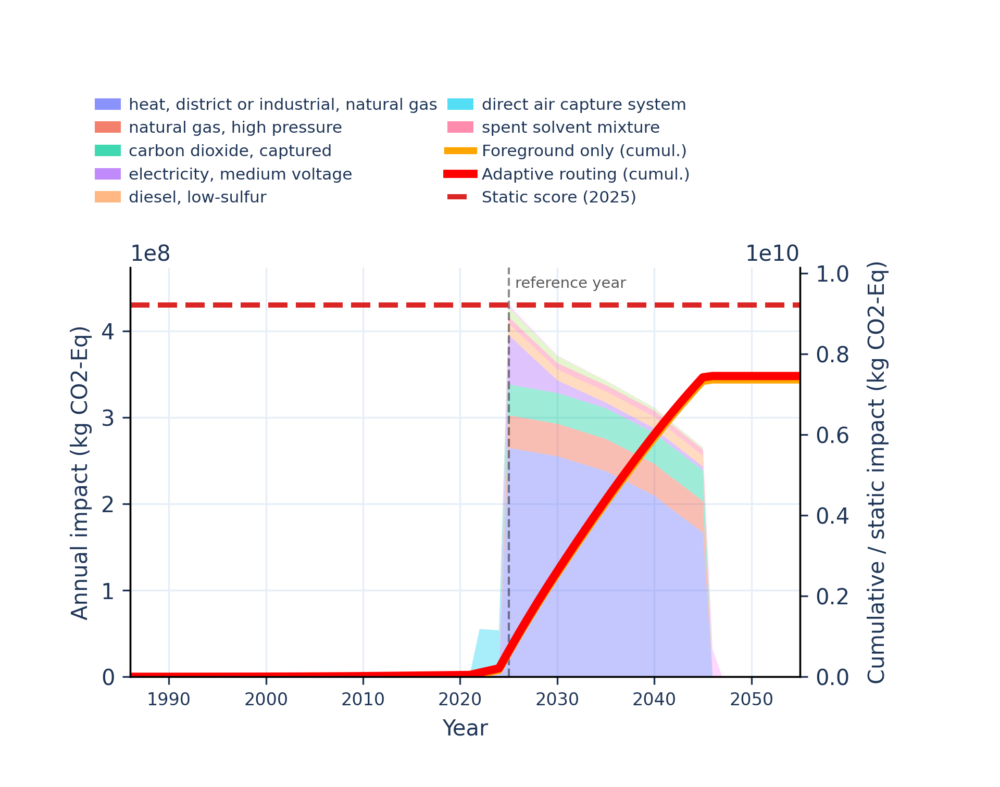 heat, district or industrial, natural gas
natural gas, high pressure
carbon dioxide, captured
electricity, medium voltage
diesel, low-sulfur
direct air capture system
spent solvent mixture
Foreground only (cumul.)
Adaptive routing (cumul.)
Static score (2025)
1e8
1e10
reference year
Annual impact (kg CO2-Eq)
4
3
2
1
0
1.0
0.8
0.6
0.4
0.2
0.0
Cumulative / static impact (kg CO2-Eq)
1990
2000
2010
2020
2030
2040
2050
Year